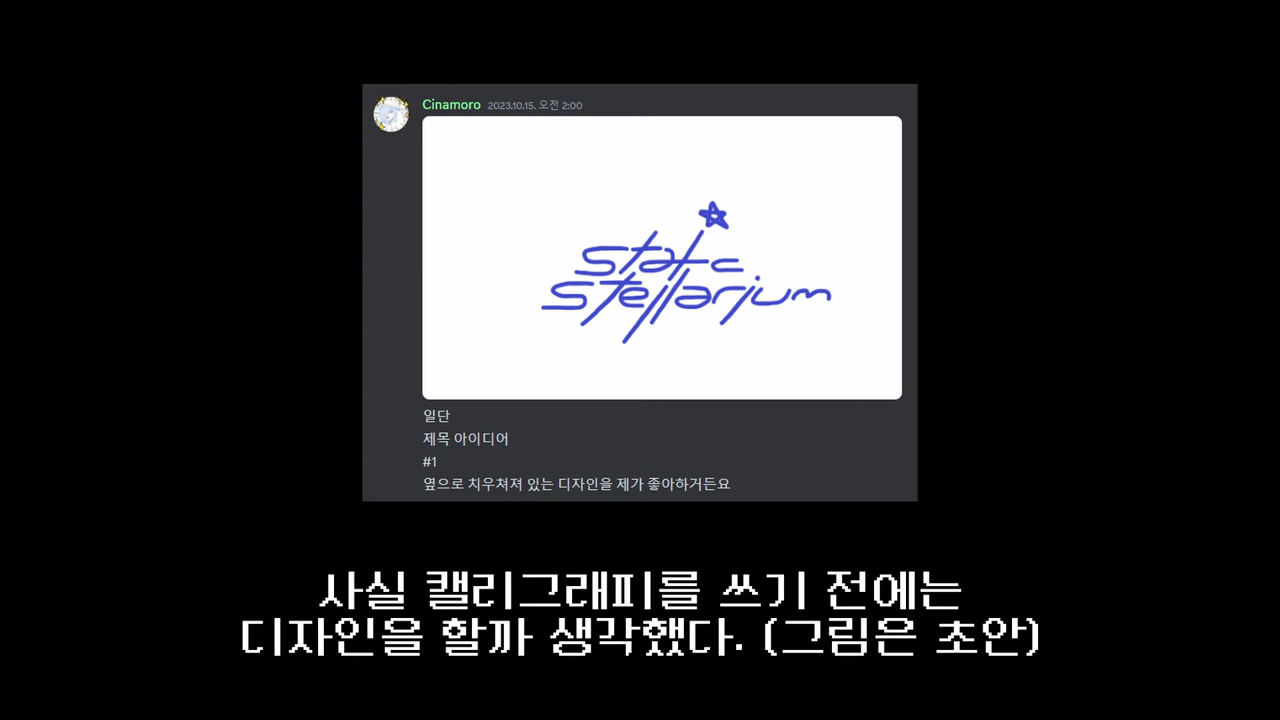 Cinamoro 2023.10.15. 오전 2:00
static
stellarium
일단
제목 아이디어
#1
옆으로 치우쳐져 있는 디자인을 제가 좋아하거든요
사실 캘리그래피를 쓰기 전에는
디자인을 할까 생각했다. (그림은 초안)